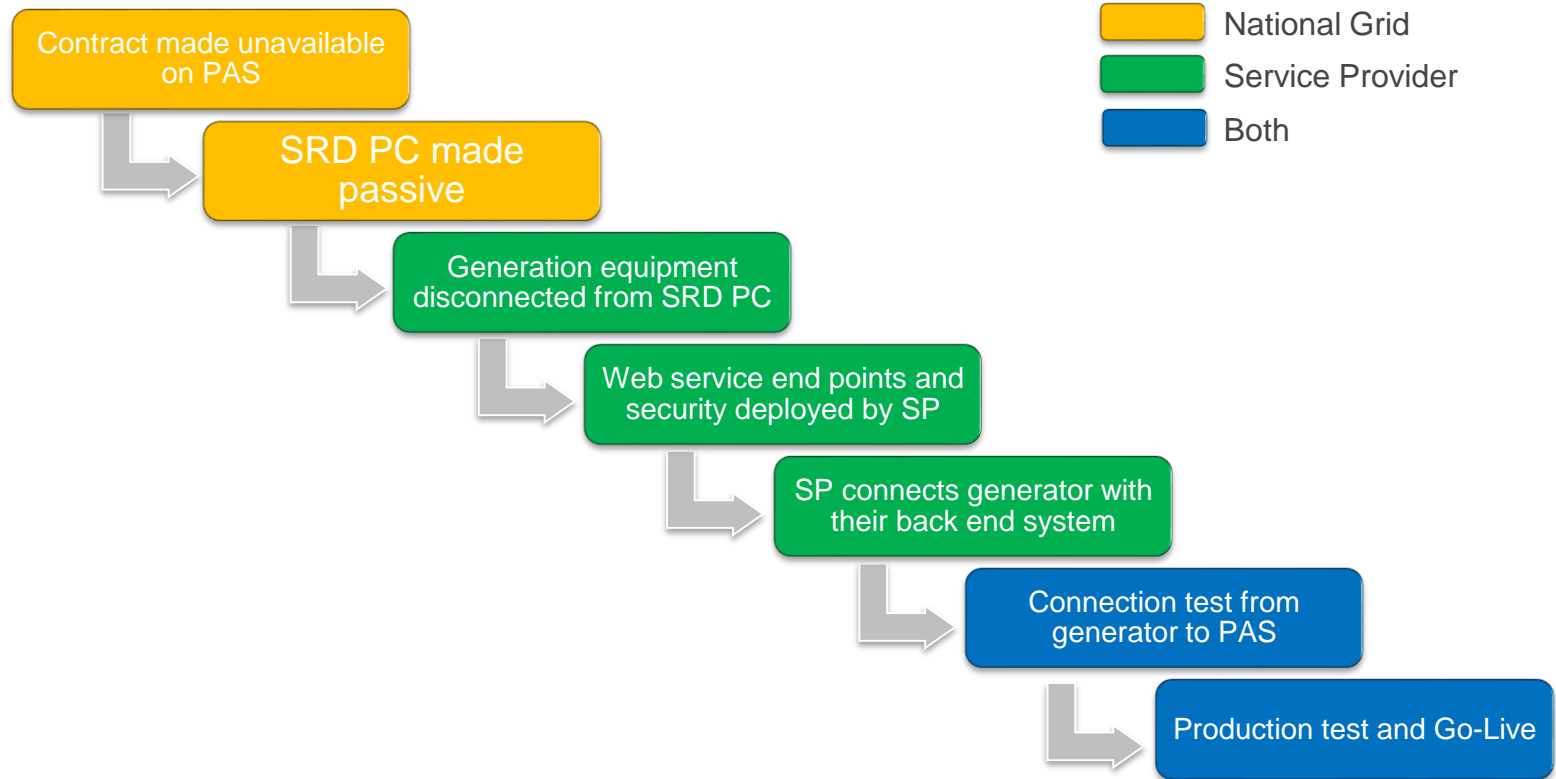 Contract made unavailable
on PAS
National Grid
Service Provider
Both
SRD PC made
passive
Generation equipment
disconnected from SRD PC
Web service end points and
security deployed by SP
SP connects generator with
their back end system
Connection test from
generator to PAS
Production test and Go-Live